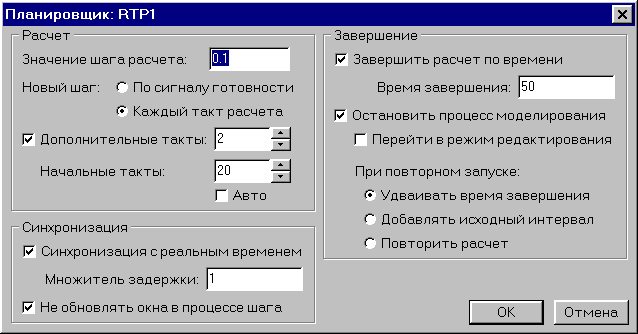 Планировщик: RTP1
Расчет
Значение шага расчета: 0.1
Новый шаг: По сигналу готовности
Каждый такт расчета
Дополнительные такты: 2
Начальные такты: 20
Авто
Синхронизация
Синхронизация с реальным временем
Множитель задержки: 1
Не обновлять окна в процессе шага
Завершение
Завершить расчет по времени
Время завершения: 50
Остановить процесс моделирования
Перейти в режим редактирования
При повторном запуске:
Удваивать время завершения
Добавлять исходный интервал
Повторить расчет
OK
Отмена